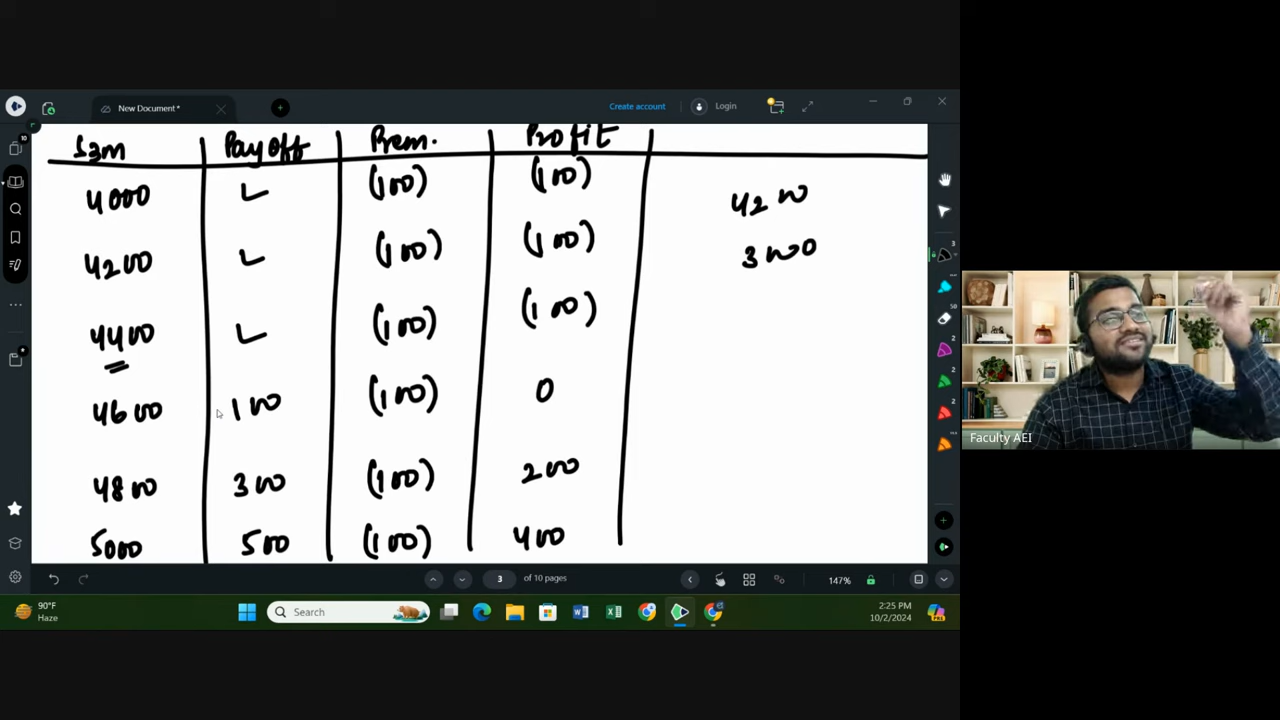 New Document*
Create account
Login
S3m Payoff Prem. Profit
4000 (100) (100)
4200 (100) (100)
4400 (100) (100)
4600 100 (100) 0
4800 300 (100) 200
5000 500 (100) 400
4200
3000
Faculty AEI
3 of 10 pages
147%
90°F
Haze
Search
2:25 PM
10/2/2024